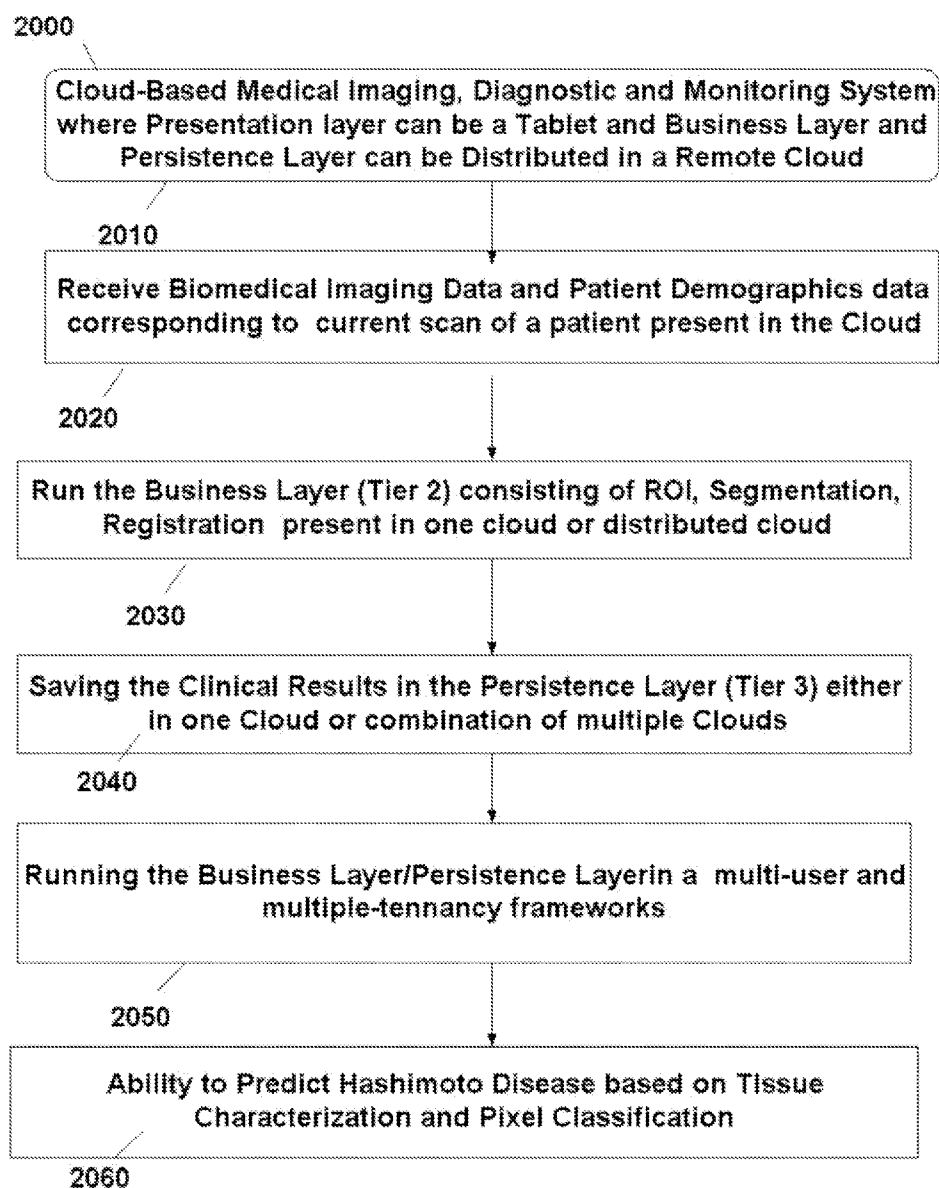 2000
Cloud-Based Medical Imaging, Diagnostic and Monitoring System
where Presentation layer can be a Tablet and Business Layer and
Persistence Layer can be Distributed in a Remote Cloud
2010
Receive Biomedical Imaging Data and Patient Demographics data
corresponding to current scan of a patient present in the Cloud
2020
Run the Business Layer (Tier 2) consisting of ROI, Segmentation,
Registration present in one cloud or distributed cloud
2030
Saving the Clinical Results in the Persistence Layer (Tier 3) either
in one Cloud or combination of multiple Clouds
2040
Running the Business Layer/Persistence Layerin a multi-user and
multiple-tennancy frameworks
2050
Ability to Predict Hashimoto Disease based on Tissue
Characterization and Pixel Classification
2060